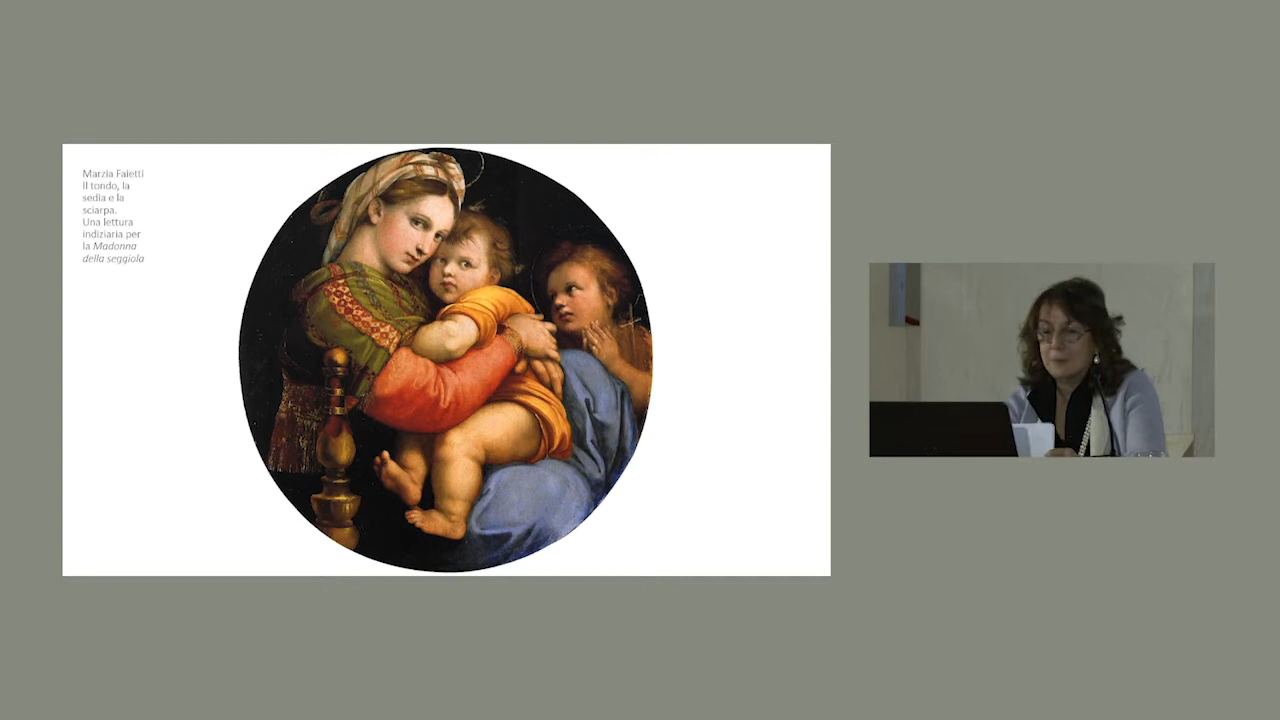 Marzia Faietti
Il tondo, la
sedia e la
sciarpa.
Una lettura
indiziaria per
la Madonna
della seggiola